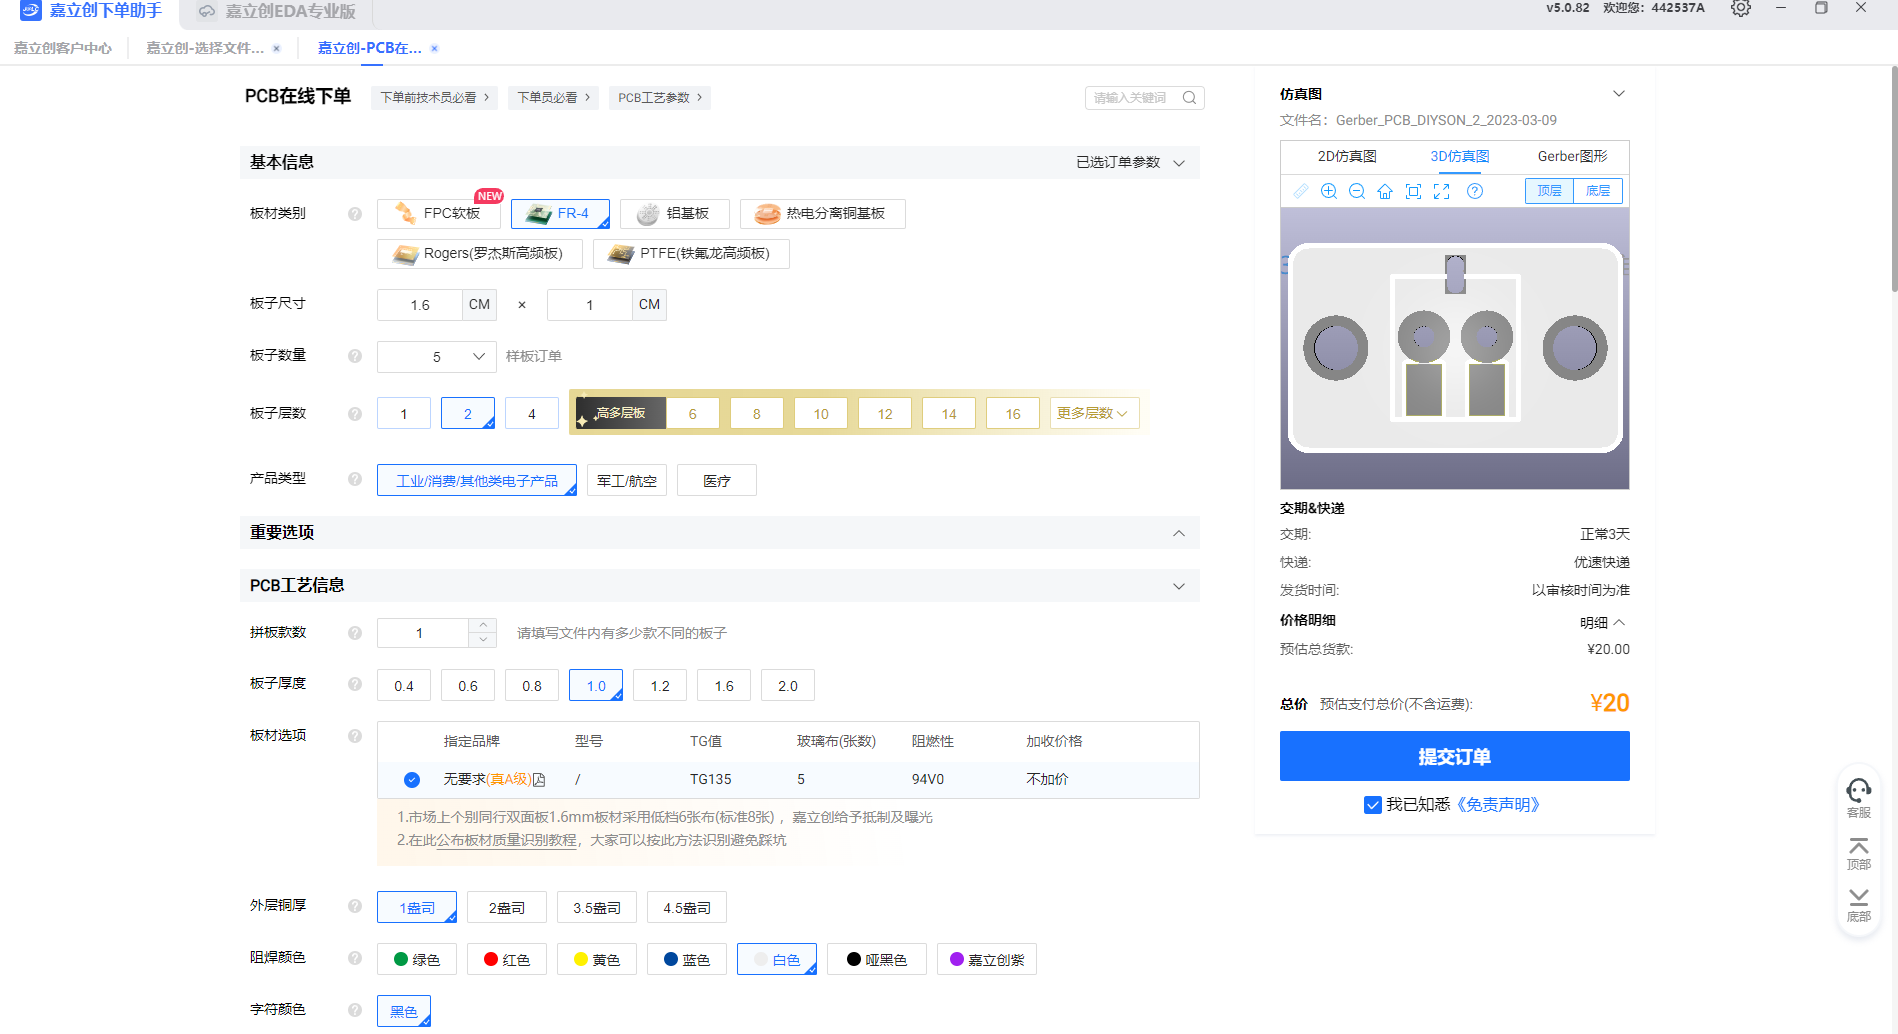 嘉立创下单助手
嘉立创EDA专业版
v5.0.82 欢迎您：442537A
嘉立创客户中心
嘉立创-选择文件... ×
嘉立创-PCB在... ×
PCB在线下单
下单前技术员必看 >
下单员必看 >
PCB工艺参数 >
请输入关键词
基本信息
已选订单参数
板材类别 ?
NEW
FPC软板
FR-4
铝基板
热电分离铜基板
Rogers(罗杰斯高频板)
PTFE(铁氟龙高频板)
板子尺寸
1.6 CM × 1 CM
板子数量 ? 5 样板订单
板子层数 ? 1 2 4 高多层板 6 8 10 12 14 16 更多层数
产品类型 ? 工业/消费/其他类电子产品 军工/航空 医疗
重要选项
PCB工艺信息
拼板款数 ? 1 请填写文件内有多少款不同的板子
板子厚度 ? 0.4 0.6 0.8 1.0 1.2 1.6 2.0
板材选项 ? 指定品牌 型号 TG值 玻璃布(张数) 阻燃性 加收价格
无要求(真A级) / TG135 5 94V0 不加价
1.市场上个别同行双面板1.6mm板材采用低档6张布(标准8张)，嘉立创给予抵制及曝光
2.在此公布板材质量识别教程，大家可以按此方法识别避免踩坑
外层铜厚 ? 1盎司 2盎司 3.5盎司 4.5盎司
阻焊颜色 ? 绿色 红色 黄色 蓝色 白色 哑黑色 嘉立创紫
字符颜色 ? 黑色
仿真图
文件名：Gerber_PCB_DIYSON_2_2023-03-09
2D仿真图 3D仿真图 Gerber图形
? 顶层 底层
交期&快递
交期: 正常3天
快递: 优速快递
发货时间: 以审核时间为准
价格明细 明细
预估总货款: ¥20.00
总价 预估支付总价(不含运费): ¥20
提交订单
我已知悉《免责声明》
客服
顶部
底部